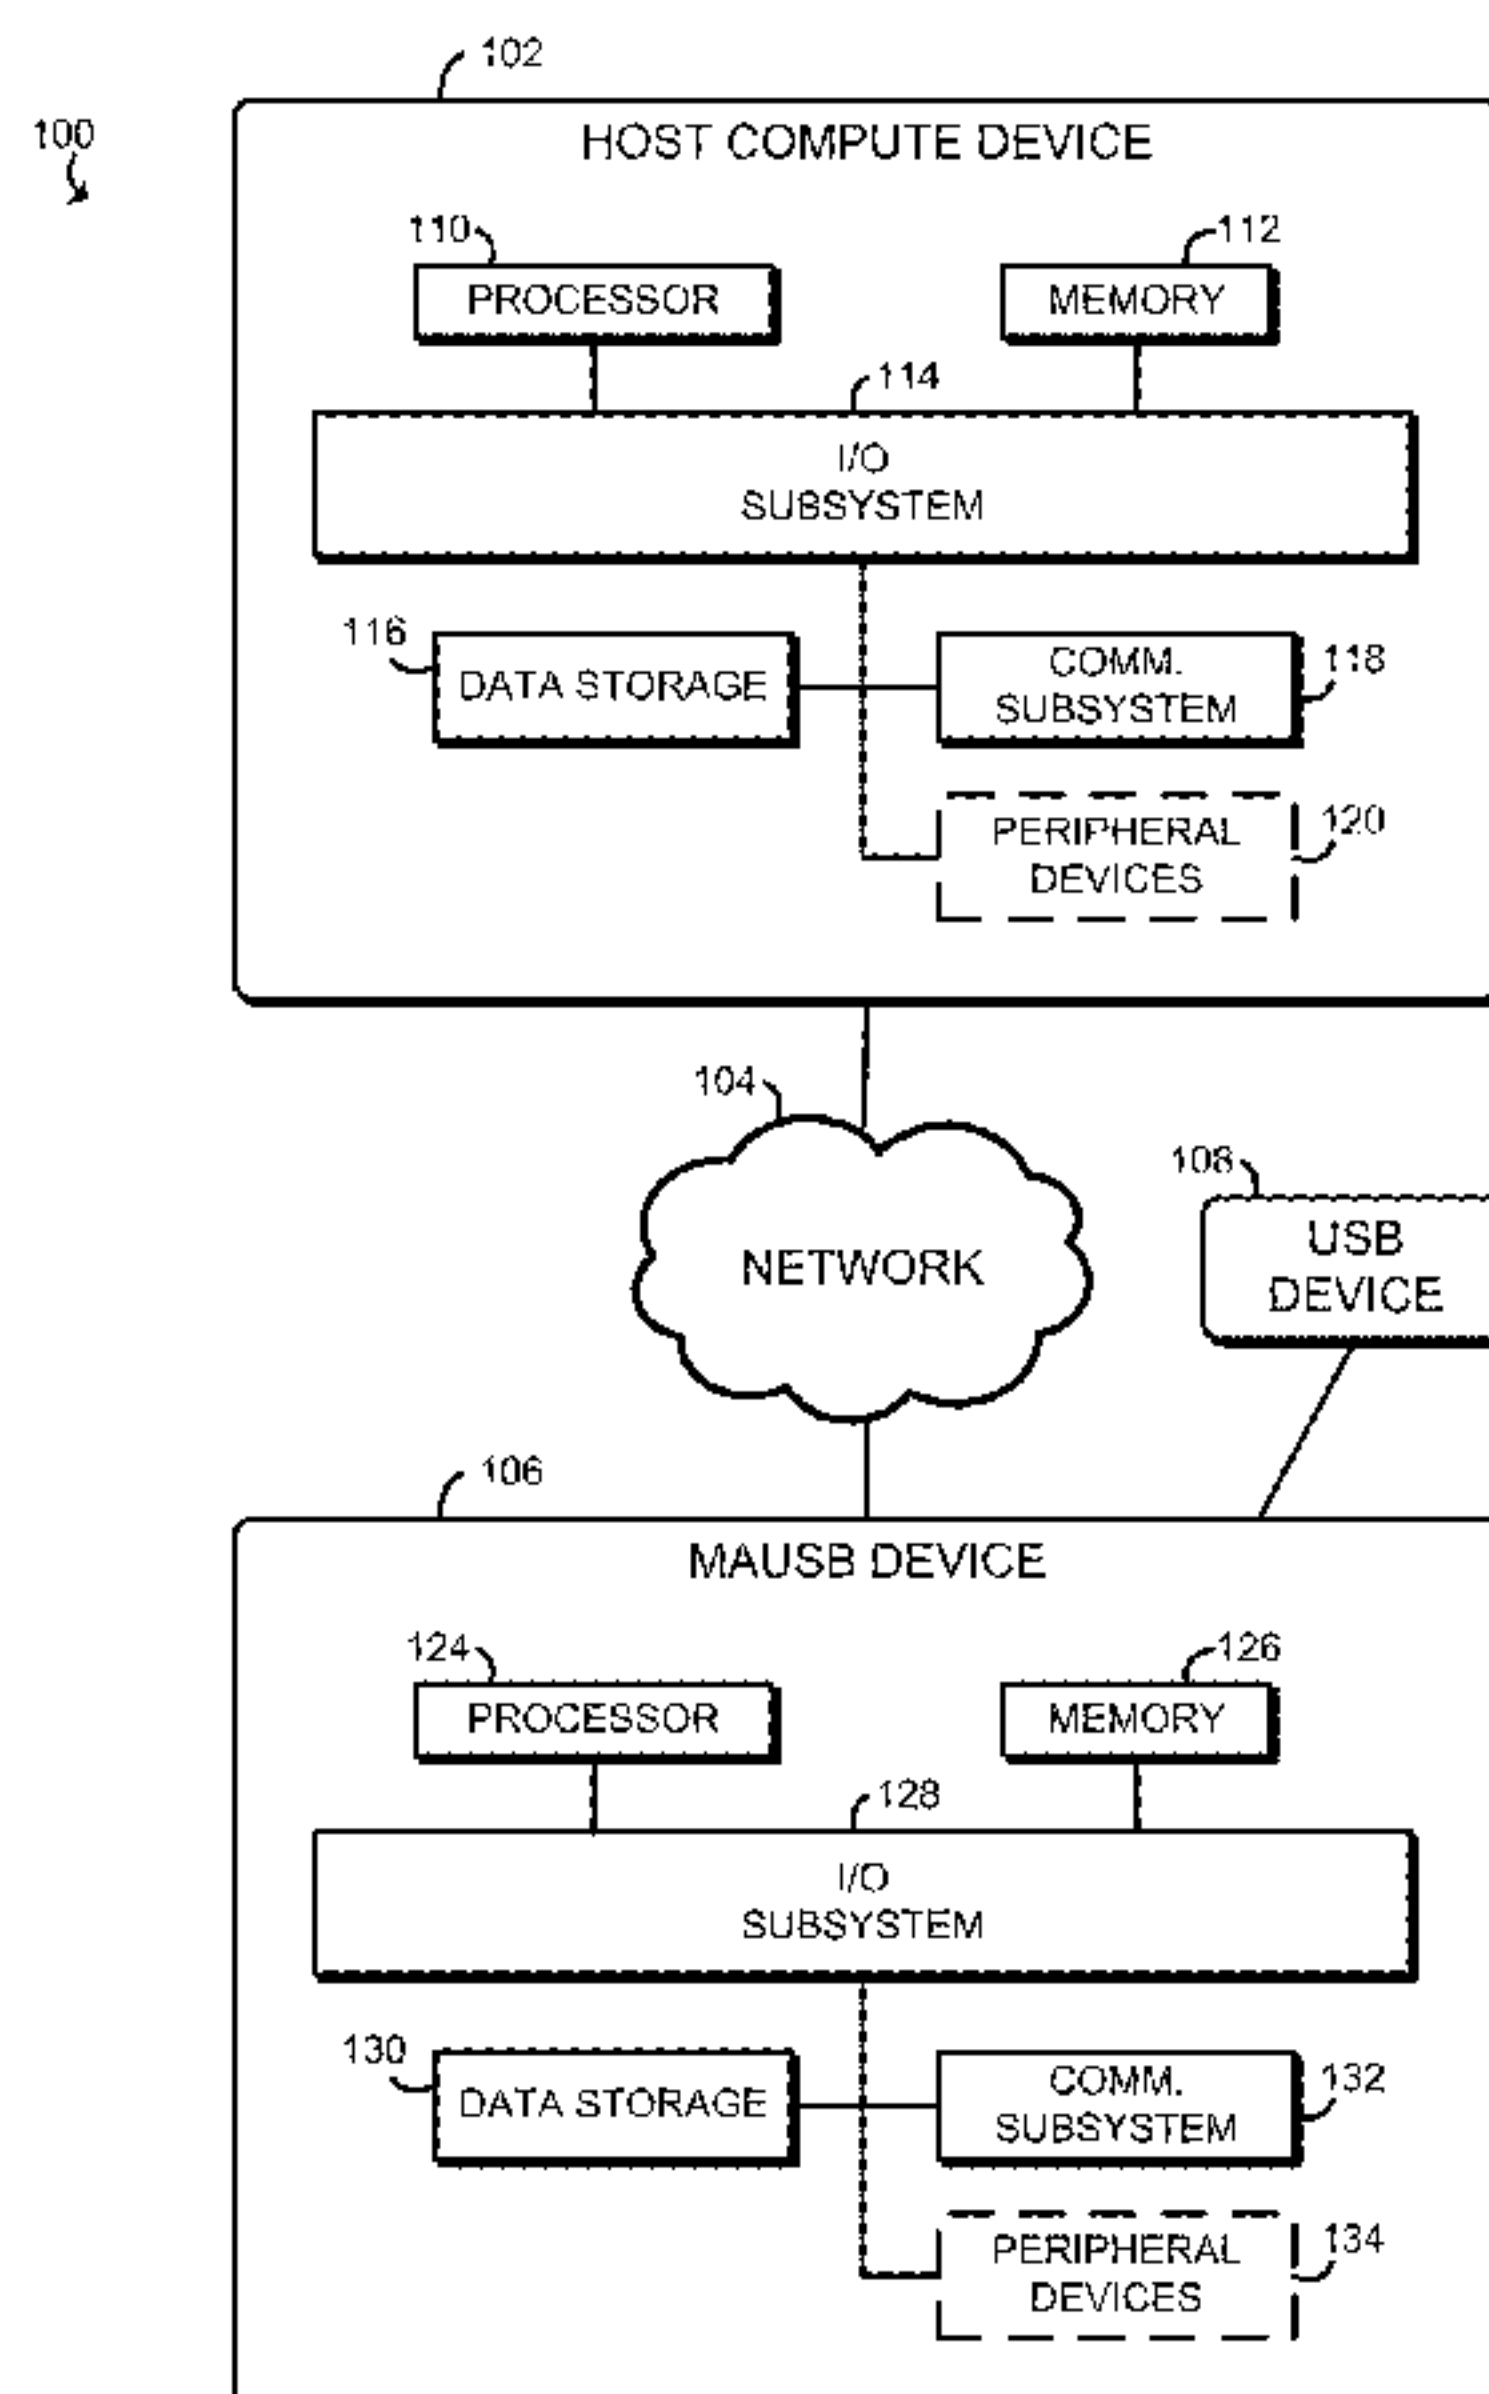 102
100
HOST COMPUTE DEVICE
110
112
PROCESSOR
MEMORY
114
I/O
SUBSYSTEM
116
DATA STORAGE
COMM.
SUBSYSTEM
118
PERIPHERAL
DEVICES
120
104
NETWORK
108
USB
DEVICE
106
MAUSB DEVICE
124
126
PROCESSOR
MEMORY
128
I/O
SUBSYSTEM
130
DATA STORAGE
COMM.
SUBSYSTEM
132
PERIPHERAL
DEVICES
134